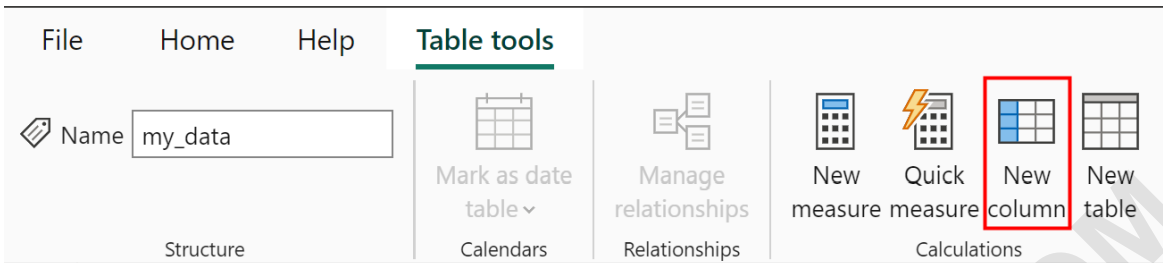 File Home Help Table tools
Name my_data
Mark as date table
Manage relationships
New measure
Quick measure
New column
New table
Structure Calendars Relationships Calculations
OM